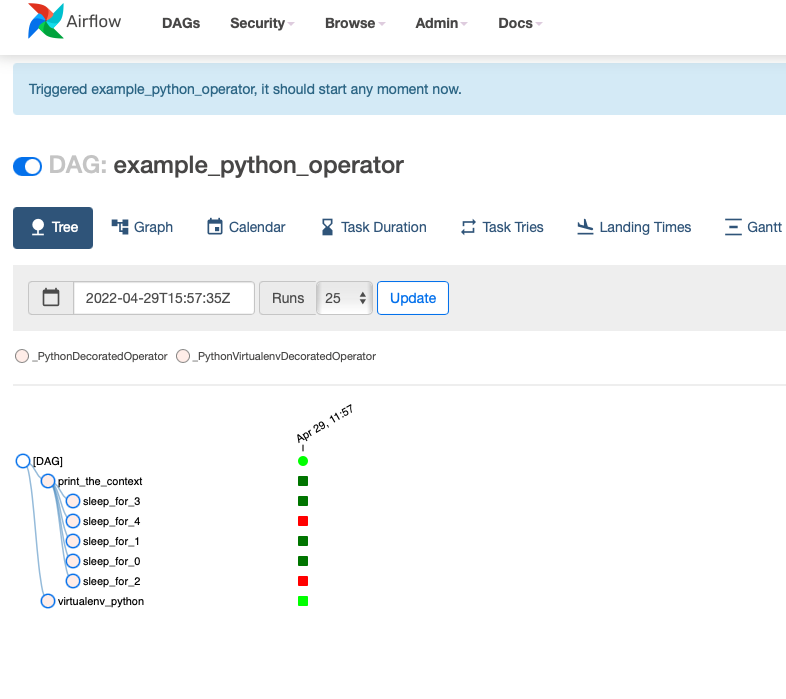 Airflow DAGs Security Browse Admin Docs
Triggered example_python_operator, it should start any moment now.
DAG: example_python_operator
Tree Graph Calendar Task Duration Task Tries Landing Times Gantt
2022-04-29T15:57:35Z Runs 25 Update
_PythonDecoratedOperator _PythonVirtualenvDecoratedOperator
Apr 29, 11:57
[DAG]
print_the_context
sleep_for_3
sleep_for_4
sleep_for_1
sleep_for_0
sleep_for_2
virtualenv_python